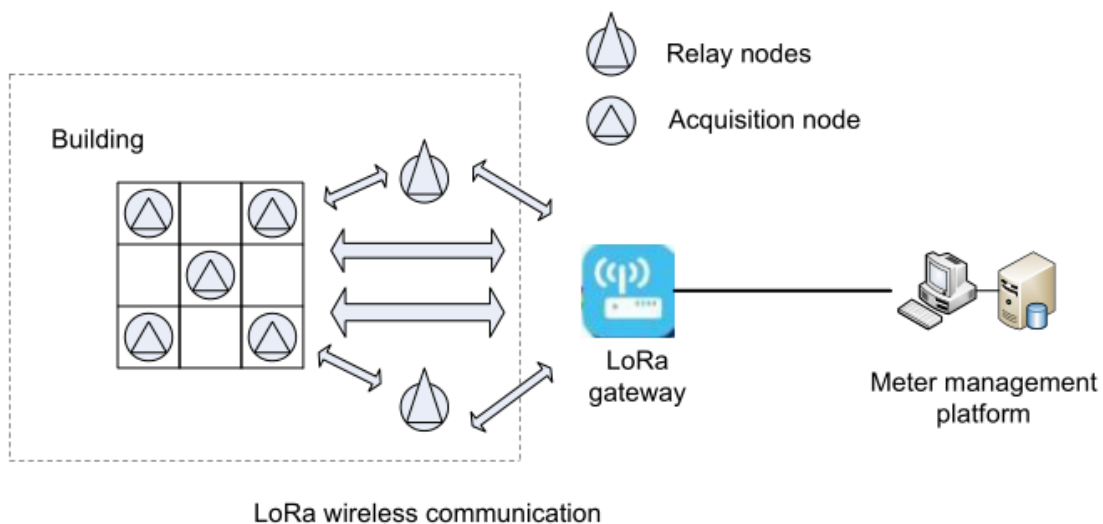 Relay nodes
Acquisition node
Building
LoRa
gateway
Meter management
platform
LoRa wireless communication